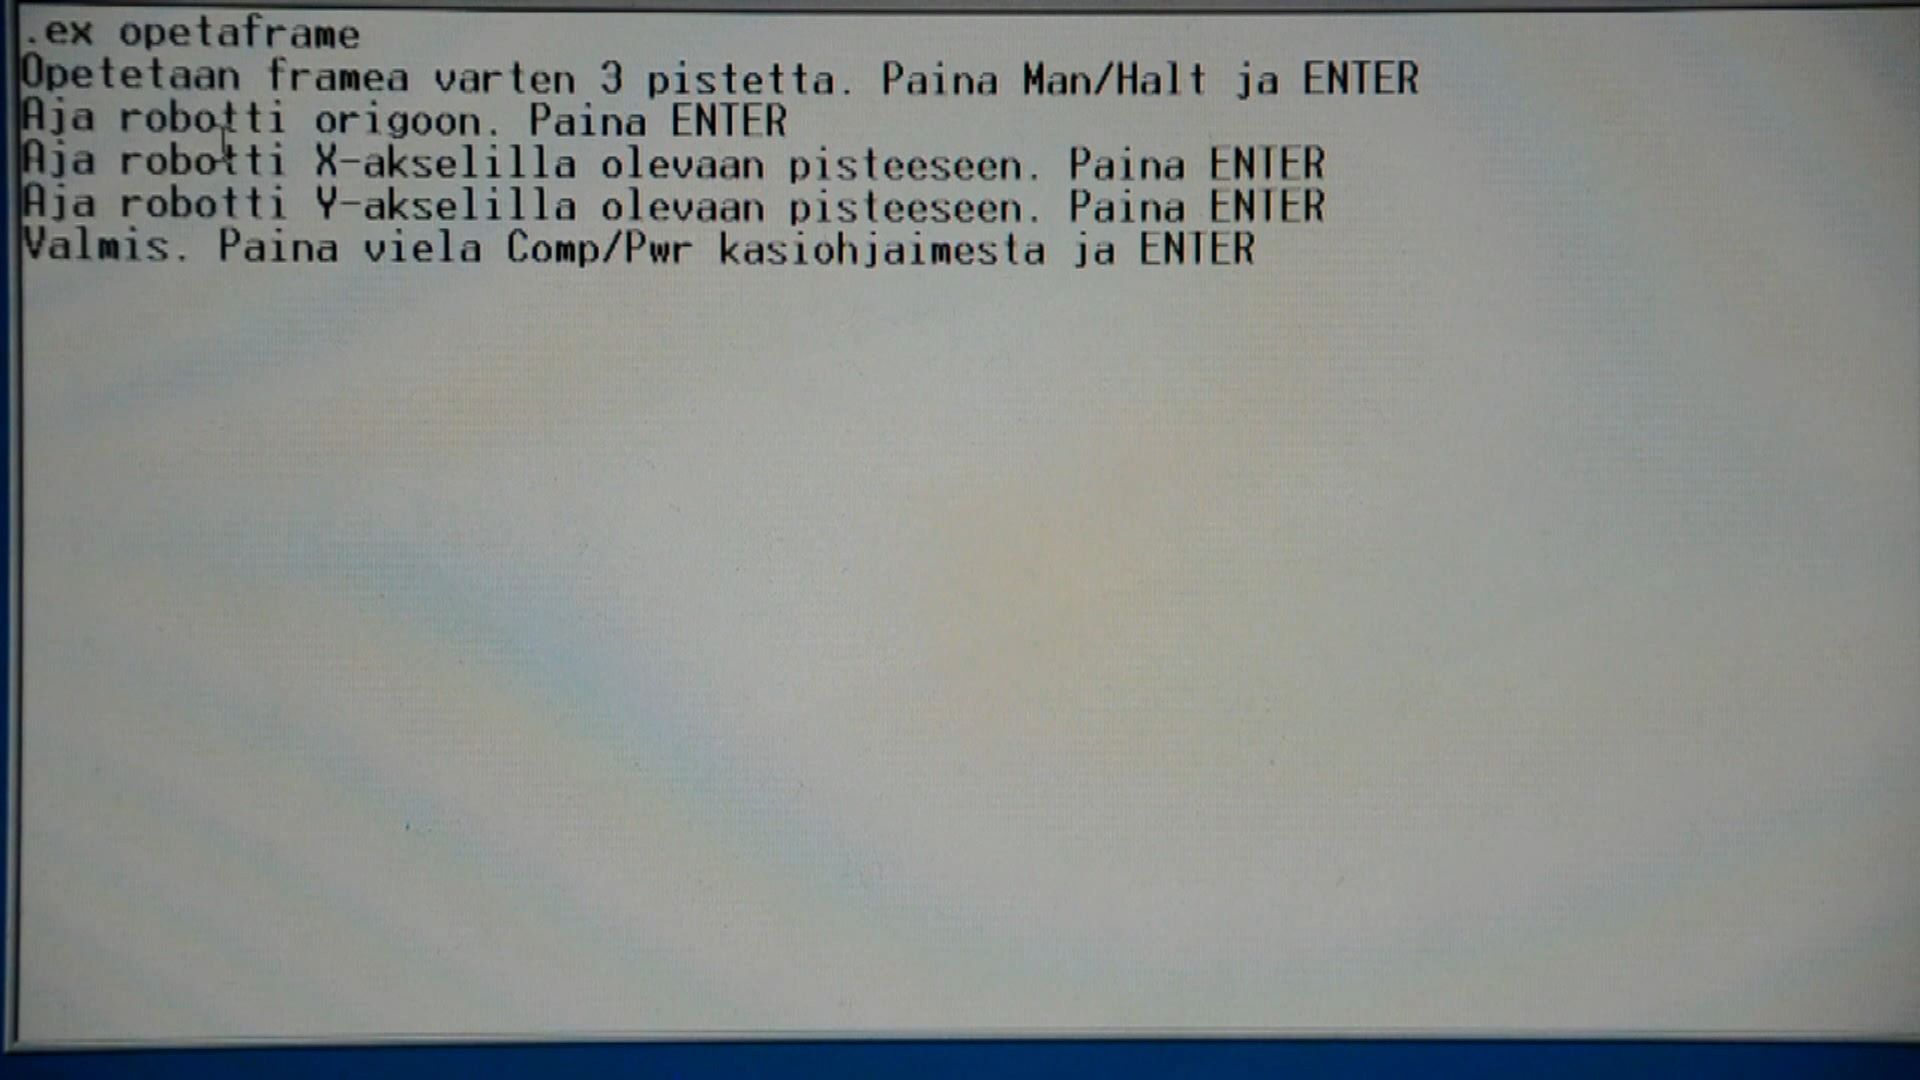 .ex opetaframe
Opetetaan framea varten 3 pistetta. Paina Man/Halt ja ENTER
Aja robotti origoon. Paina ENTER
Aja robotti X-akselilla olevaan pisteeseen. Paina ENTER
Aja robotti Y-akselilla olevaan pisteeseen. Paina ENTER
Valmis. Paina viela Comp/Pwr kasiohjaimesta ja ENTER